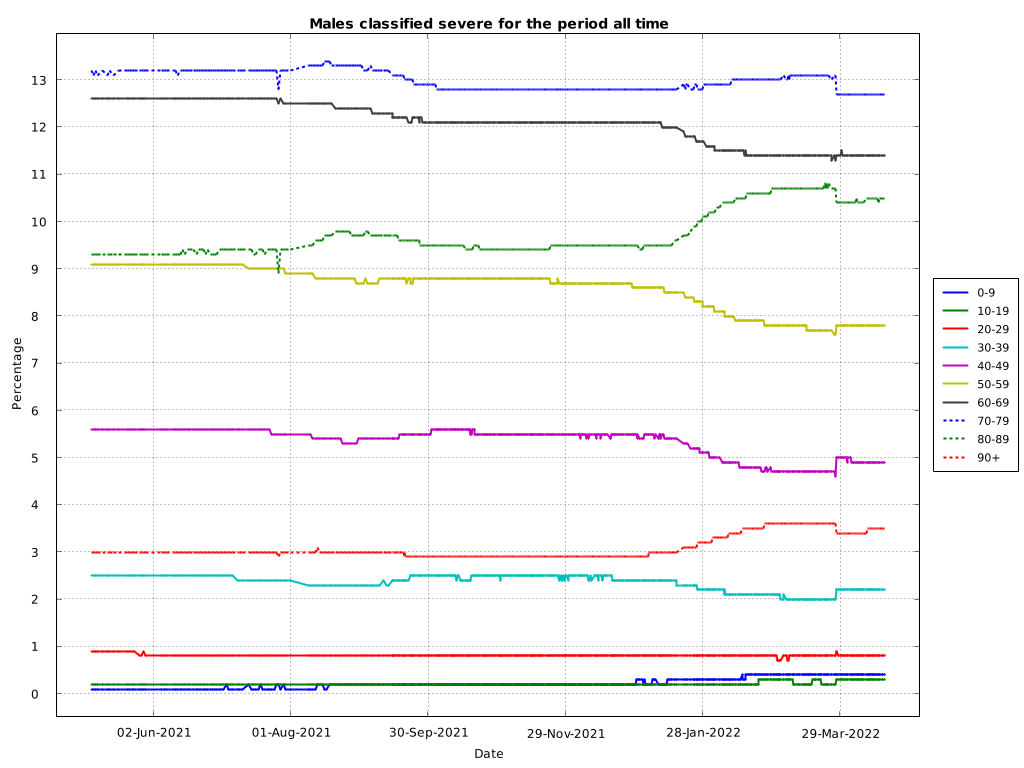 Males classified severe for the period all time
Percentage
13
12
11
10
9
8
7
6
5
4
3
2
1
0
02-Jun-2021
01-Aug-2021
30-Sep-2021
29-Nov-2021
28-Jan-2022
29-Mar-2022
Date
0-9
10-19
20-29
30-39
40-49
50-59
60-69
70-79
80-89
90+